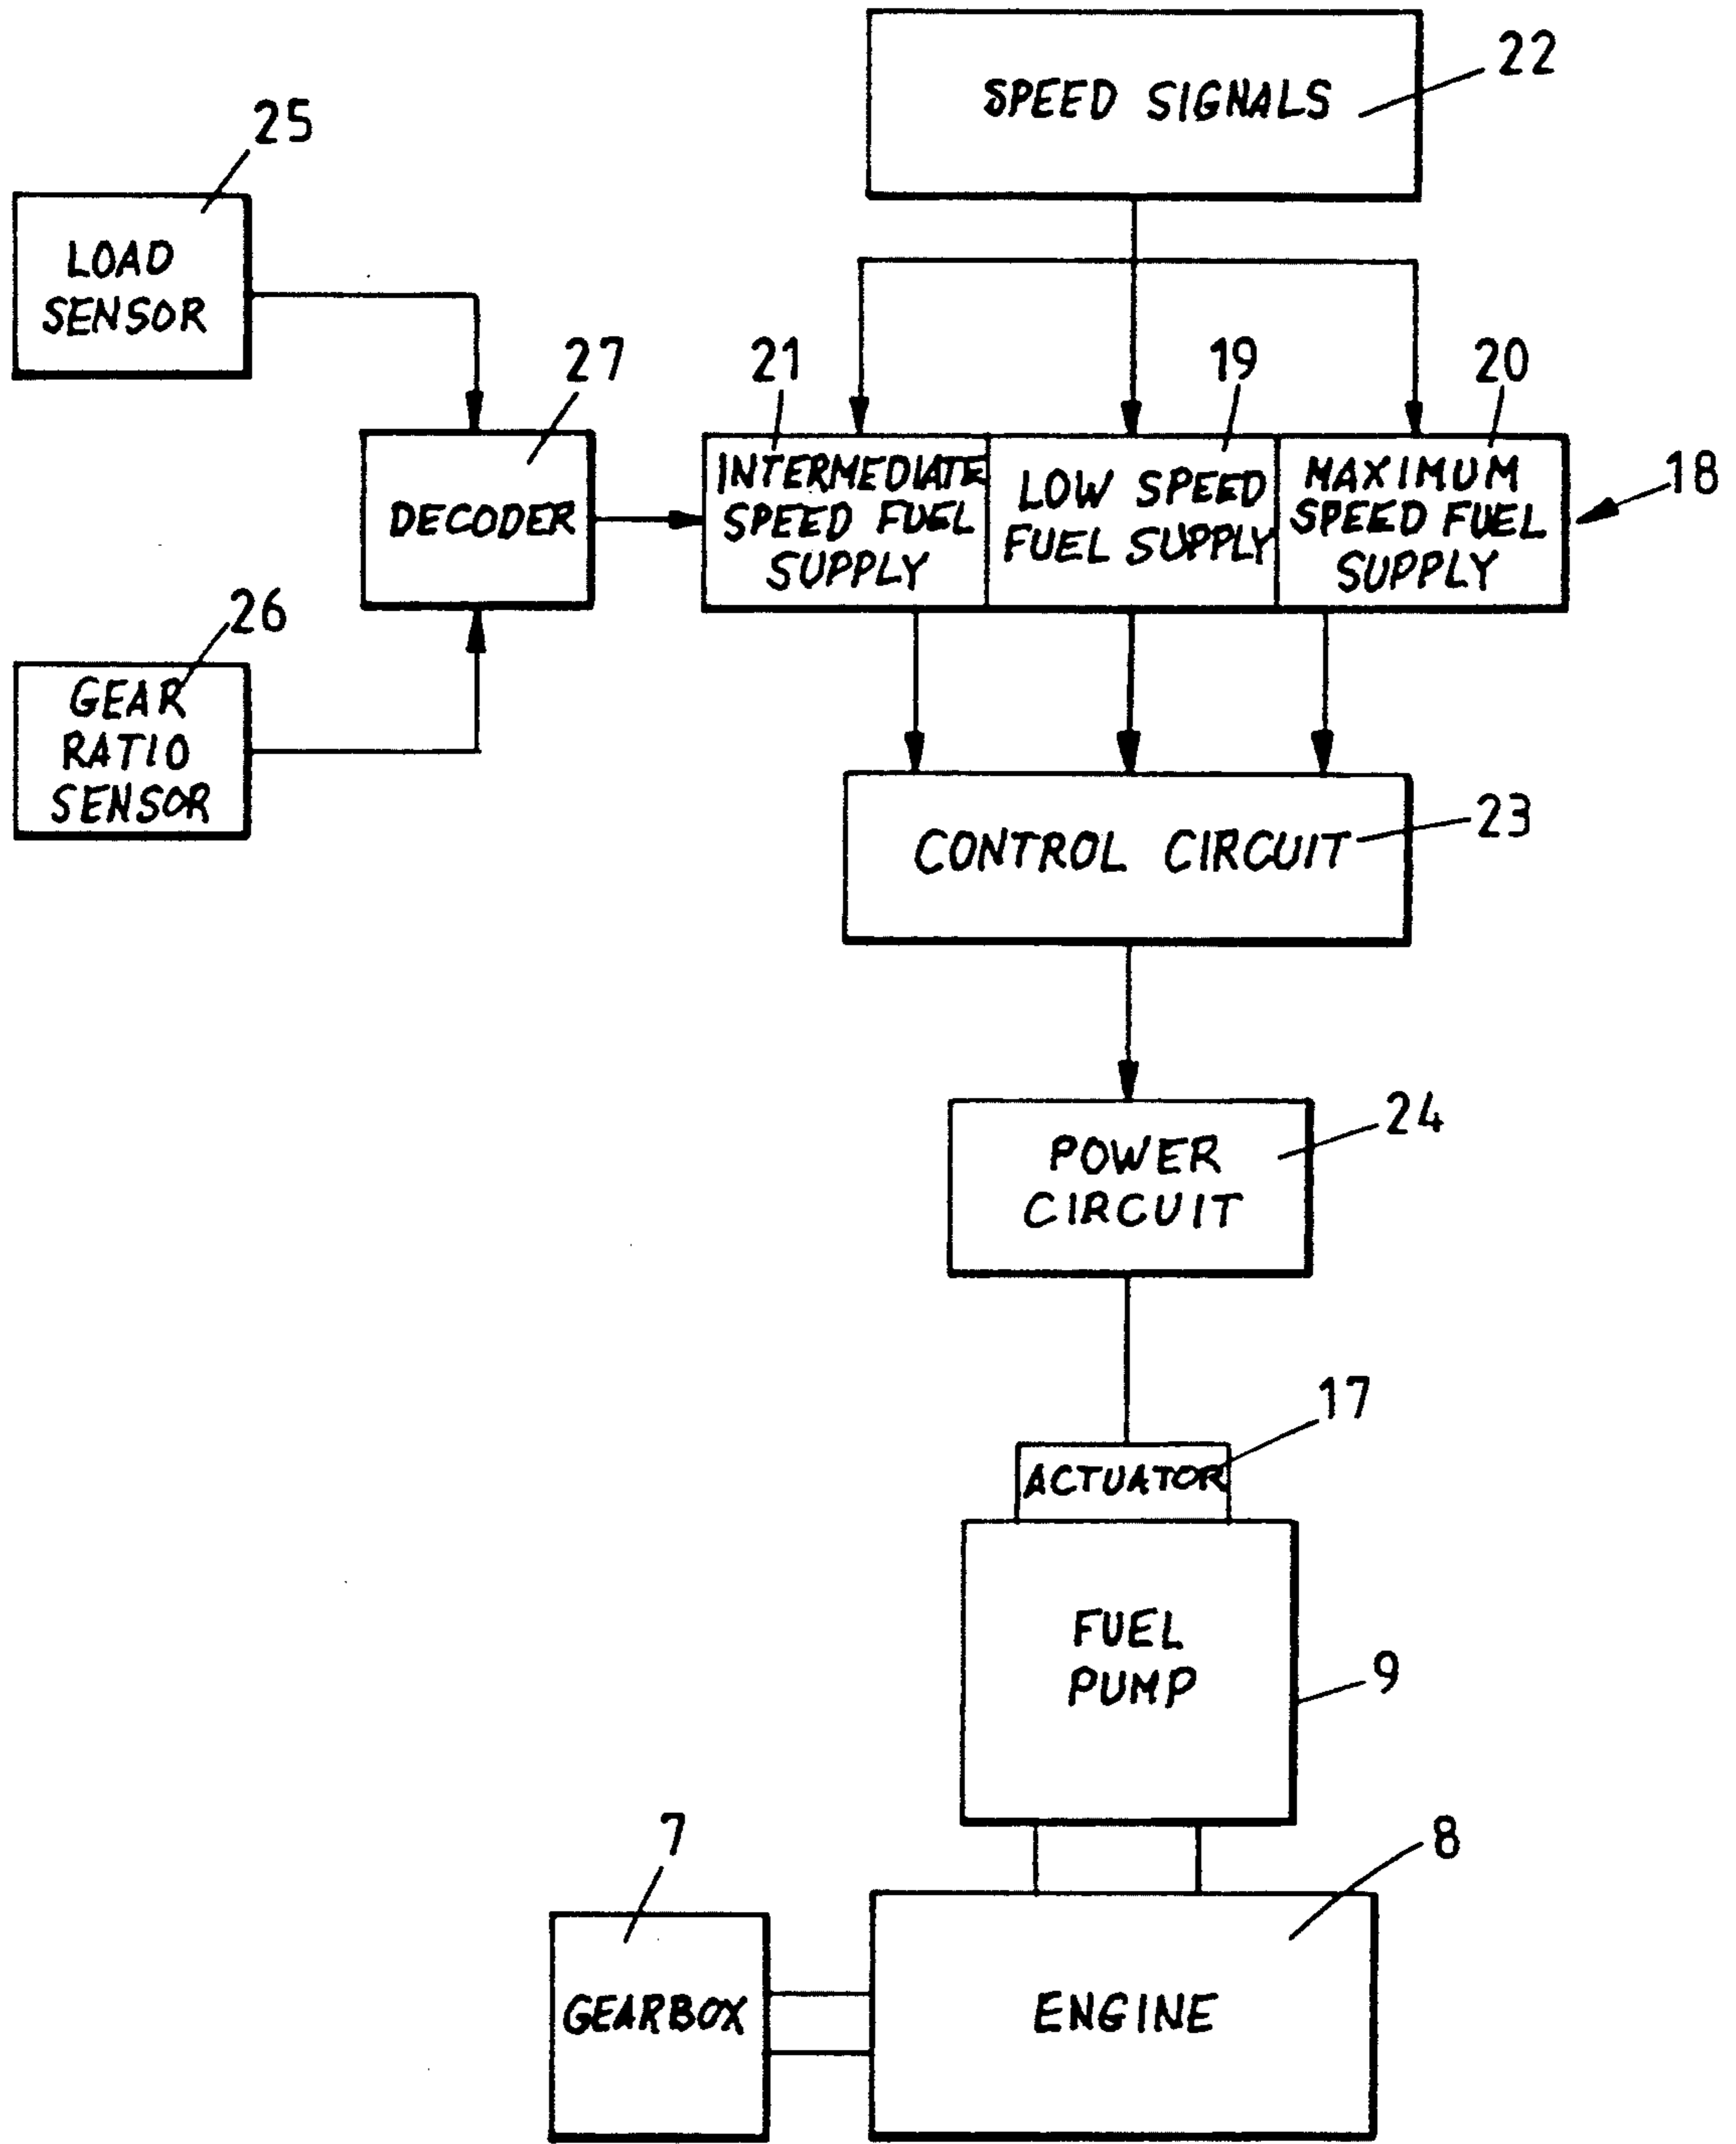 22
SPEED SIGNALS
25
LOAD
SENSOR
27
21
19
20
DECODER
INTERMEDIATE
SPEED FUEL
SUPPLY
LOW SPEED
FUEL SUPPLY
MAXIMUM
SPEED FUEL
SUPPLY
18
26
GEAR
RATIO
SENSOR
CONTROL CIRCUIT
23
24
POWER
CIRCUIT
17
ACTUATOR
FUEL
PUMP
9
7
8
GEARBOX
ENGINE